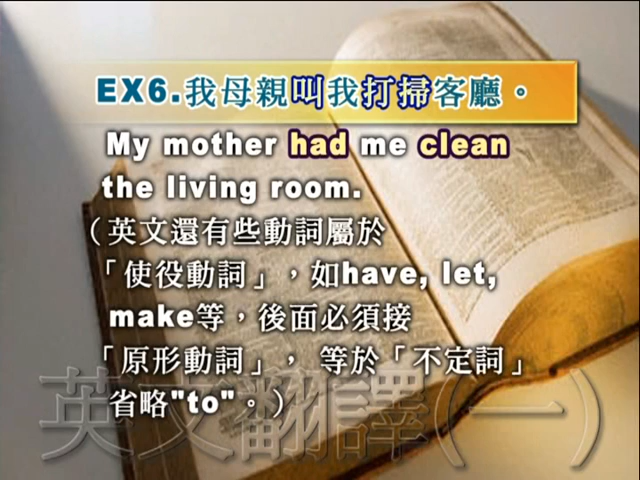 EX6.我母親叫我打掃客廳。
My mother had me clean
the living room.
（英文還有些動詞屬於
「使役動詞」，如have, let,
make等，後面必須接
「原形動詞」， 等於「不定詞」
省略"to"。）
英文翻譯(一)